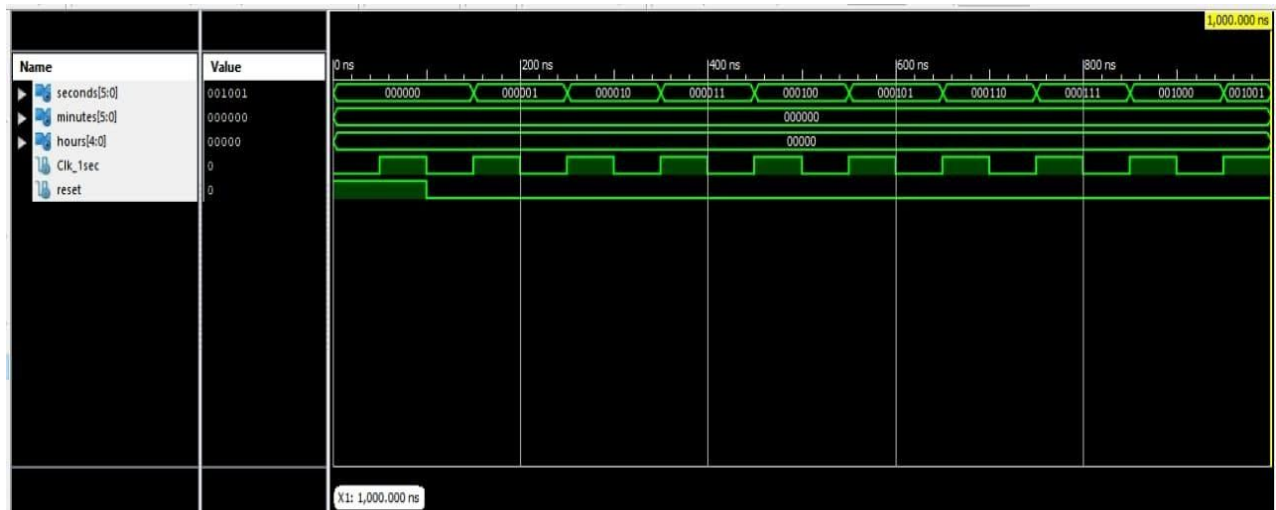 1,000.000 ns
Name Value 0 ns 200 ns 400 ns 600 ns 800 ns
seconds[5:0] 001001 000000 000001 000010 000011 000100 000101 000110 000111 001000 001001
minutes[5:0] 000000 000000
hours[4:0] 00000 00000
Clk_1sec 0
reset 0
X1: 1,000.000 ns